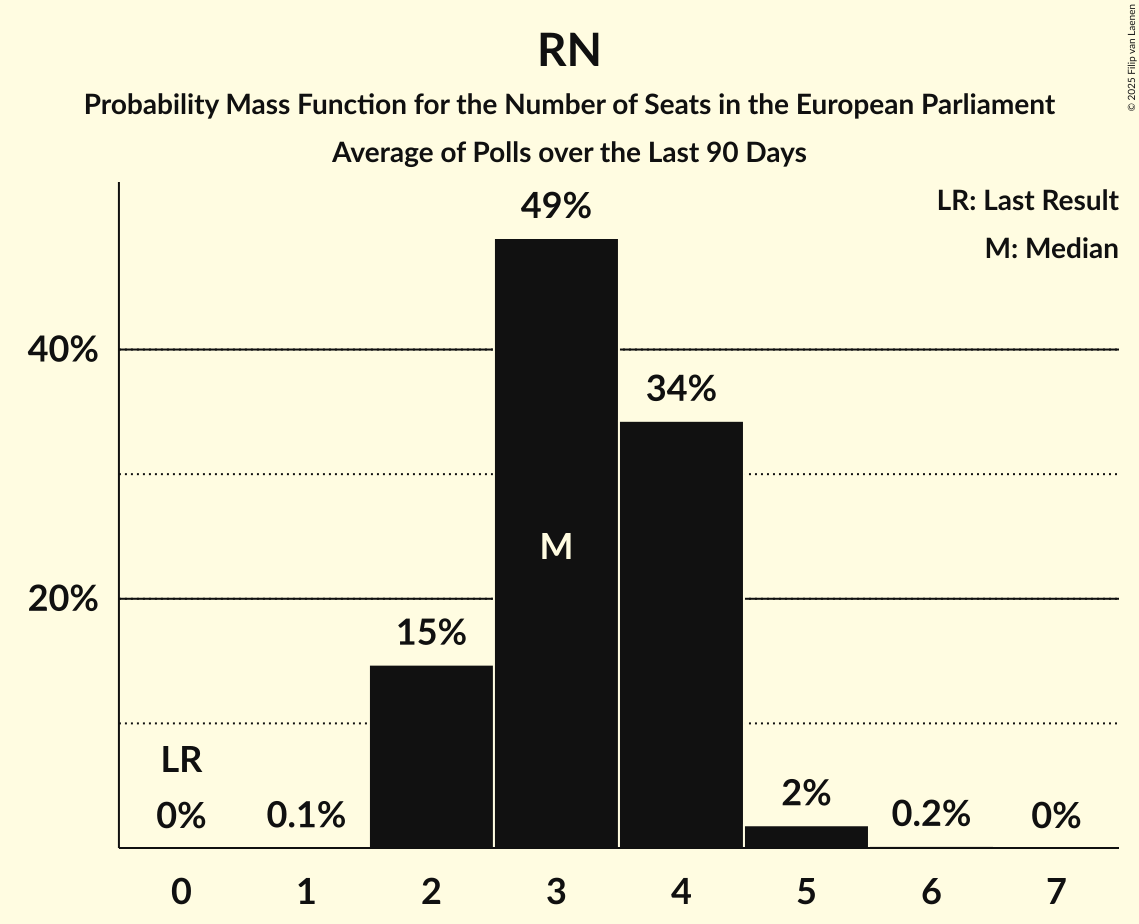 RN
Probability Mass Function for the Number of Seats in the European Parliament
Average of Polls over the Last 90 Days
© 2025 Filip van Laenen
LR: Last Result
M: Median
49%
40%
34%
M
20%
15%
LR
0%
0.1%
2%
0.2%
0%
0 1 2 3 4 5 6 7